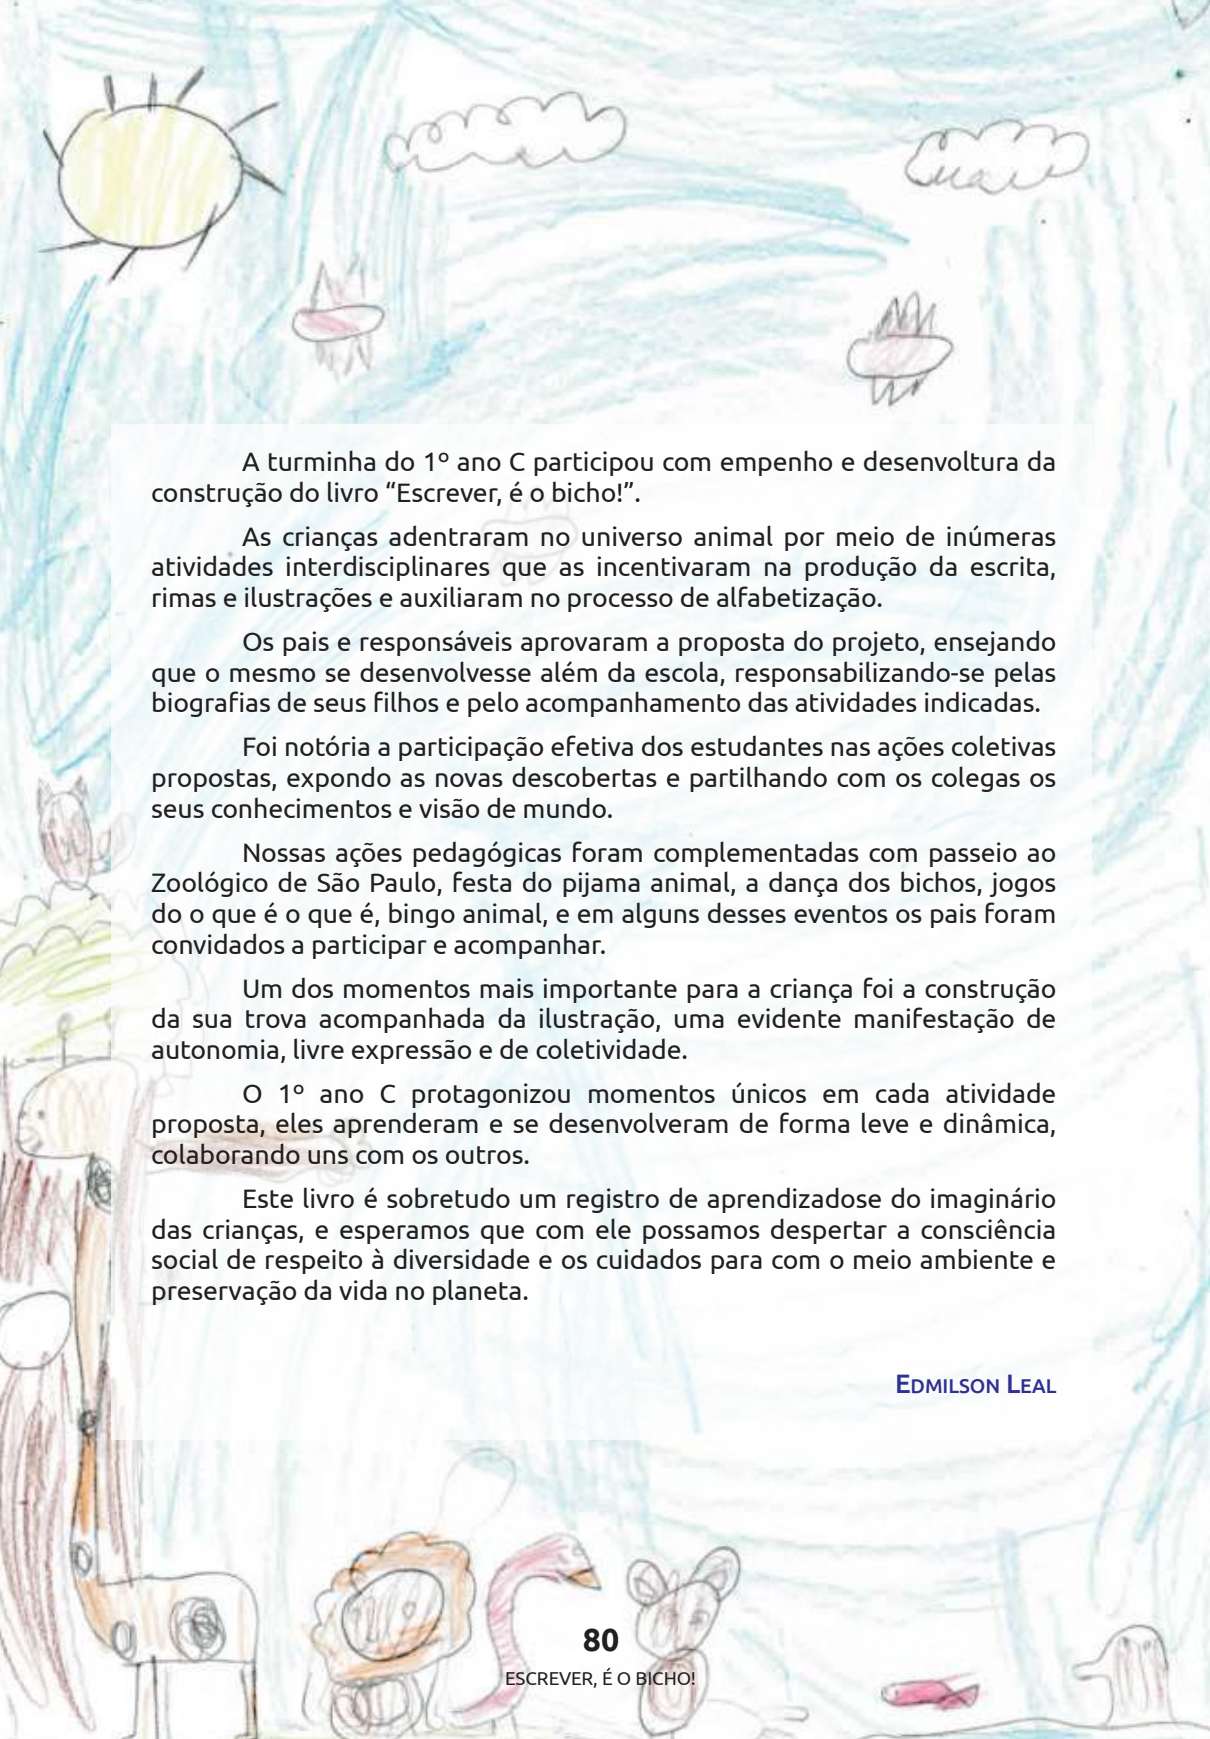 A turminha do 1º ano C participou com empenho e desenvoltura da
construção do livro “Escrever, é o bicho!”.
As crianças adentraram no universo animal por meio de inúmeras
atividades interdisciplinares que as incentivaram na produção da escrita,
rimas e ilustrações e auxiliaram no processo de alfabetização.
Os pais e responsáveis aprovaram a proposta do projeto, ensejando
que o mesmo se desenvolvesse além da escola, responsabilizando-se pelas
biografias de seus filhos e pelo acompanhamento das atividades indicadas.
Foi notória a participação efetiva dos estudantes nas ações coletivas
propostas, expondo as novas descobertas e partilhando com os colegas os
seus conhecimentos e visão de mundo.
Nossas ações pedagógicas foram complementadas com passeio ao
Zoológico de São Paulo, festa do pijama animal, a dança dos bichos, jogos
do o que é o que é, bingo animal, e em alguns desses eventos os pais foram
convidados a participar e acompanhar.
Um dos momentos mais importante para a criança foi a construção
da sua trova acompanhada da ilustração, uma evidente manifestação de
autonomia, livre expressão e de coletividade.
O 1º ano C protagonizou momentos únicos em cada atividade
proposta, eles aprenderam e se desenvolveram de forma leve e dinâmica,
colaborando uns com os outros.
Este livro é sobretudo um registro de aprendizadose do imaginário
das crianças, e esperamos que com ele possamos despertar a consciência
social de respeito à diversidade e os cuidados para com o meio ambiente e
preservação da vida no planeta.
Edmilson Leal
80
ESCREVER, É O BICHO!